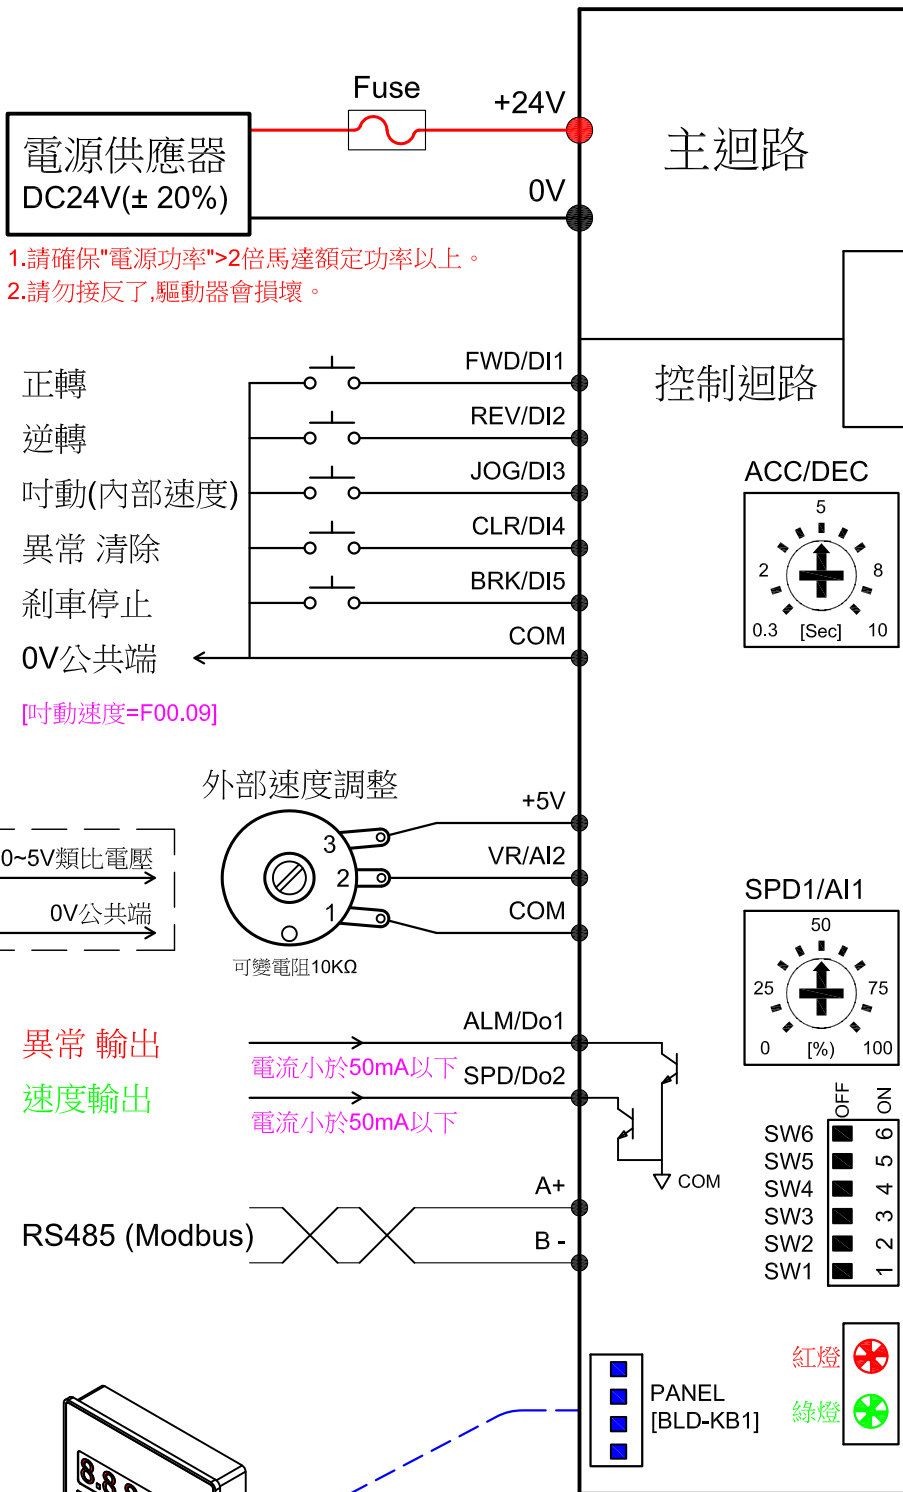 Fuse
+24V
主迴路
電源供應器
DC24V(± 20%)
0V
1.請確保"電源功率">2倍馬達額定功率以上。
2.請勿接反了,驅動器會損壞。
正轉
FWD/DI1
控制迴路
逆轉
REV/DI2
吋動(內部速度)
JOG/DI3
異常 清除
CLR/DI4
剎車停止
BRK/DI5
0V公共端
COM
[吋動速度=F00.09]
ACC/DEC
5
2
8
0.3
[Sec]
10
外部速度調整
+5V
3
0~5V類比電壓
2
VR/AI2
0V公共端
1
COM
可變電阻10KΩ
SPD1/AI1
50
25
75
0
[%)
100
異常 輸出
ALM/Do1
電流小於50mA以下
速度輸出
SPD/Do2
電流小於50mA以下
COM
OFF
ON
SW6
6
SW5
5
SW4
4
SW3
3
SW2
2
SW1
1
RS485 (Modbus)
A+
B -
紅燈
綠燈
PANEL
[BLD-KB1]